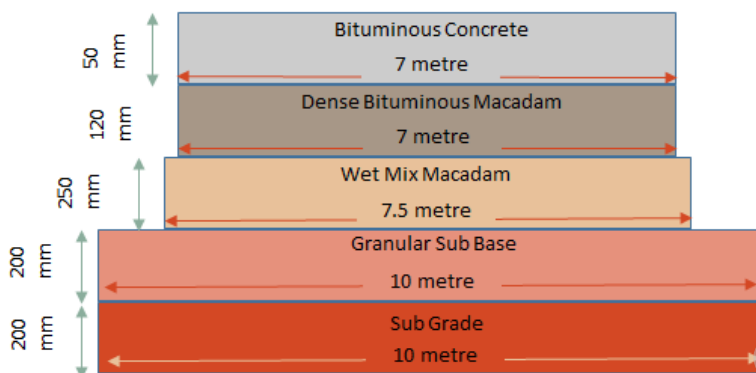 50 mm
Bituminous Concrete
7 metre
120 mm
Dense Bituminous Macadam
7 metre
250 mm
Wet Mix Macadam
7.5 metre
200 mm
Granular Sub Base
10 metre
200 mm
Sub Grade
10 metre